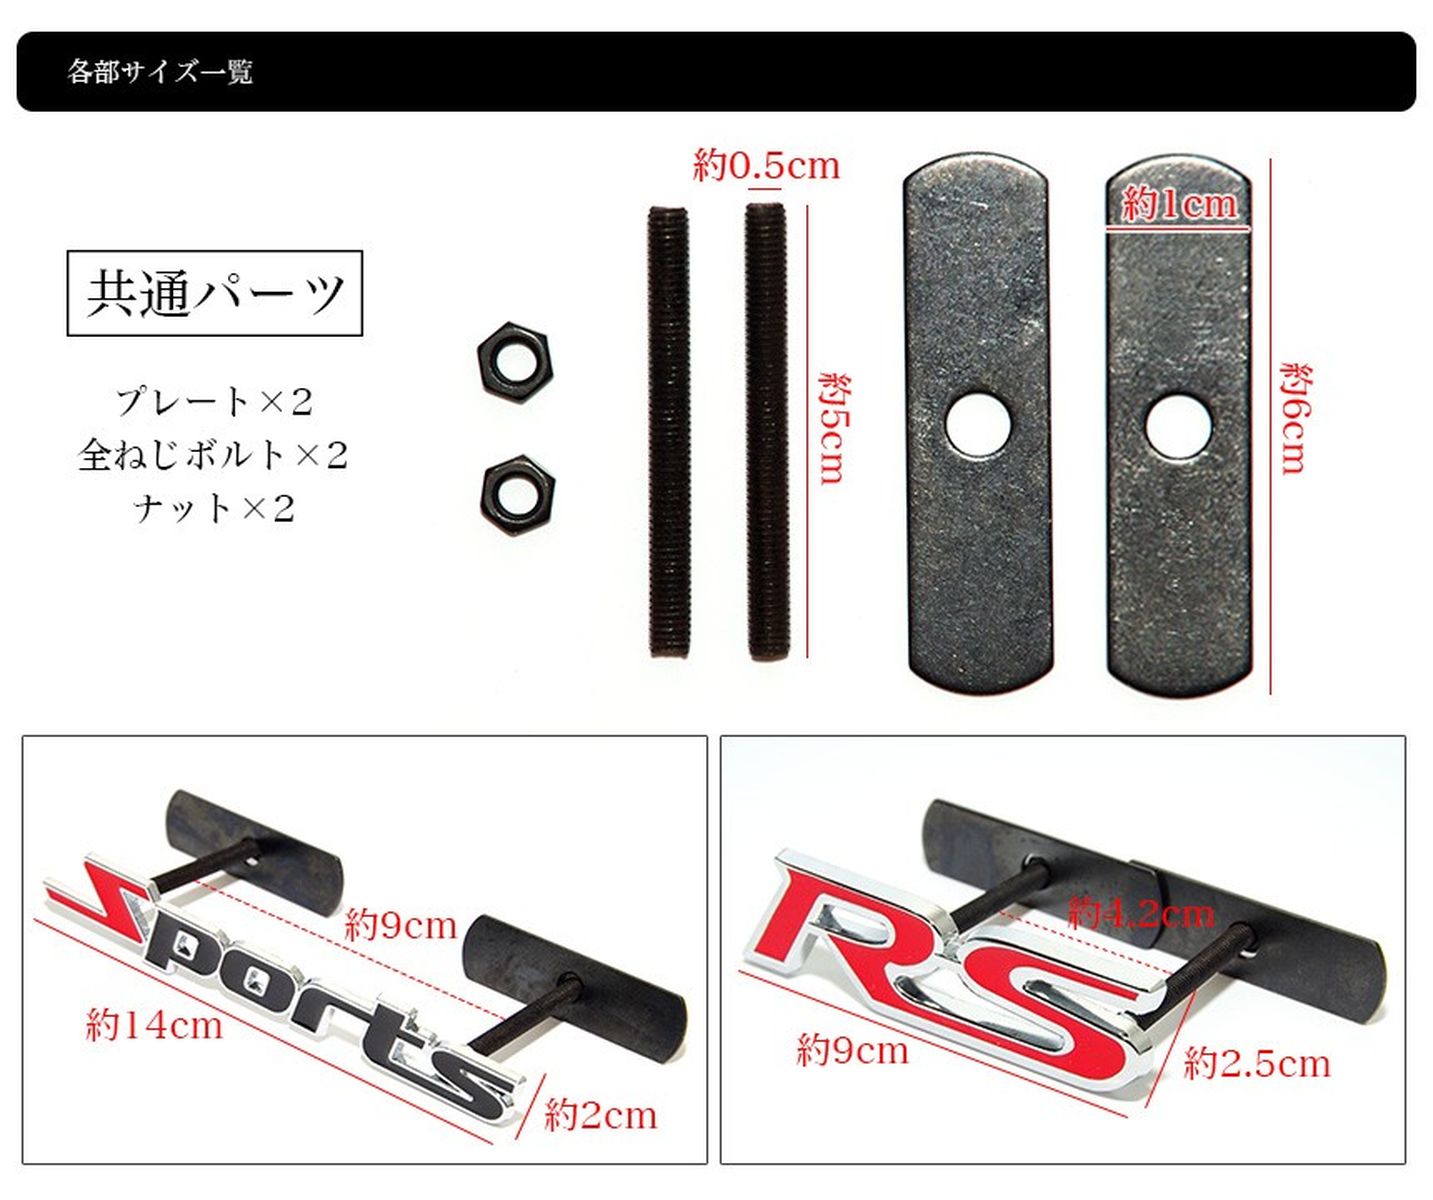 各部サイズ一覧
約0.5cm
約1cm
共通パーツ
プレート×2
全ねじボルト×2
ナット×2
約5cm
約6cm
Sports
約9cm
約14cm
約2cm
RS
約4.2cm
約9cm
約2.5cm